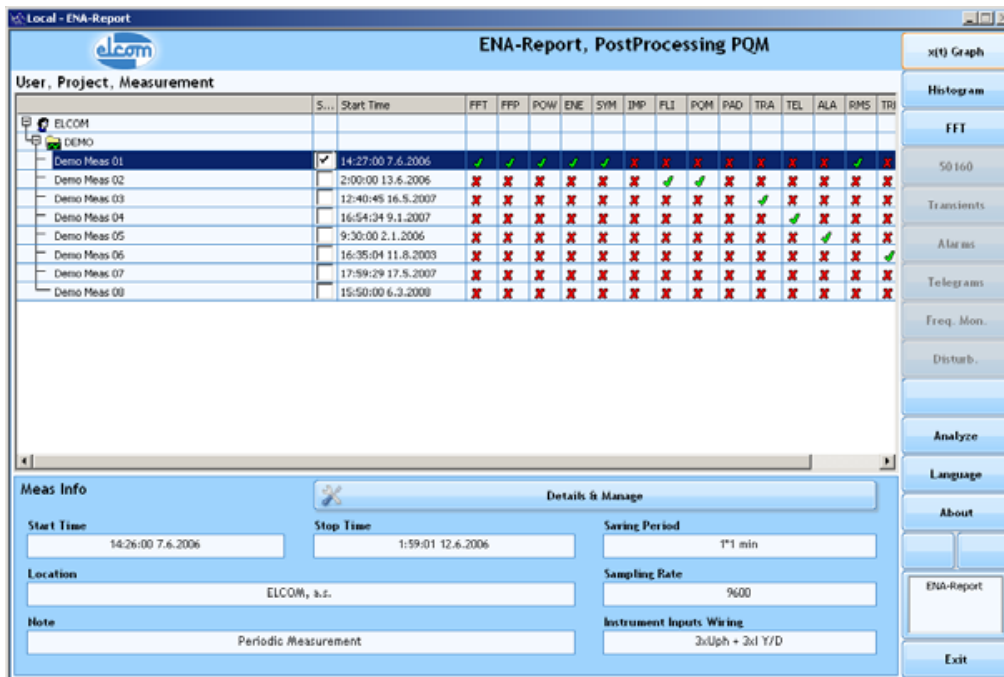 Local - ENA-Report
elcom
ENA-Report, PostProcessing PQM
User, Project, Measurement
S... Start Time FFT FFP POW ENE SYM IMP FLI PQM PAD TRA TEL ALA RMS TRI
ELCOM
DEMO
Demo Meas 01 14:27:00 7.6.2006
Demo Meas 02 2:00:00 13.6.2006
Demo Meas 03 12:40:45 16.5.2007
Demo Meas 04 16:54:34 9.1.2007
Demo Meas 05 9:30:00 2.1.2006
Demo Meas 06 16:35:04 11.8.2003
Demo Meas 07 17:59:29 17.5.2007
Demo Meas 08 15:50:00 6.3.2008
x(t) Graph
Histogram
FFT
50160
Transients
Alarms
Telegrams
Freq. Mon.
Disturb.
Analyze
Language
About
ENA-Report
Exit
Meas Info
Details & Manage
Start Time Stop Time Saving Period
14:26:00 7.6.2006 1:59:01 12.6.2006 1*1 min
Location Sampling Rate
ELCOM, a.s. 9600
Note Instrument Inputs Wiring
Periodic Measurement 3xUph + 3xI Y/D